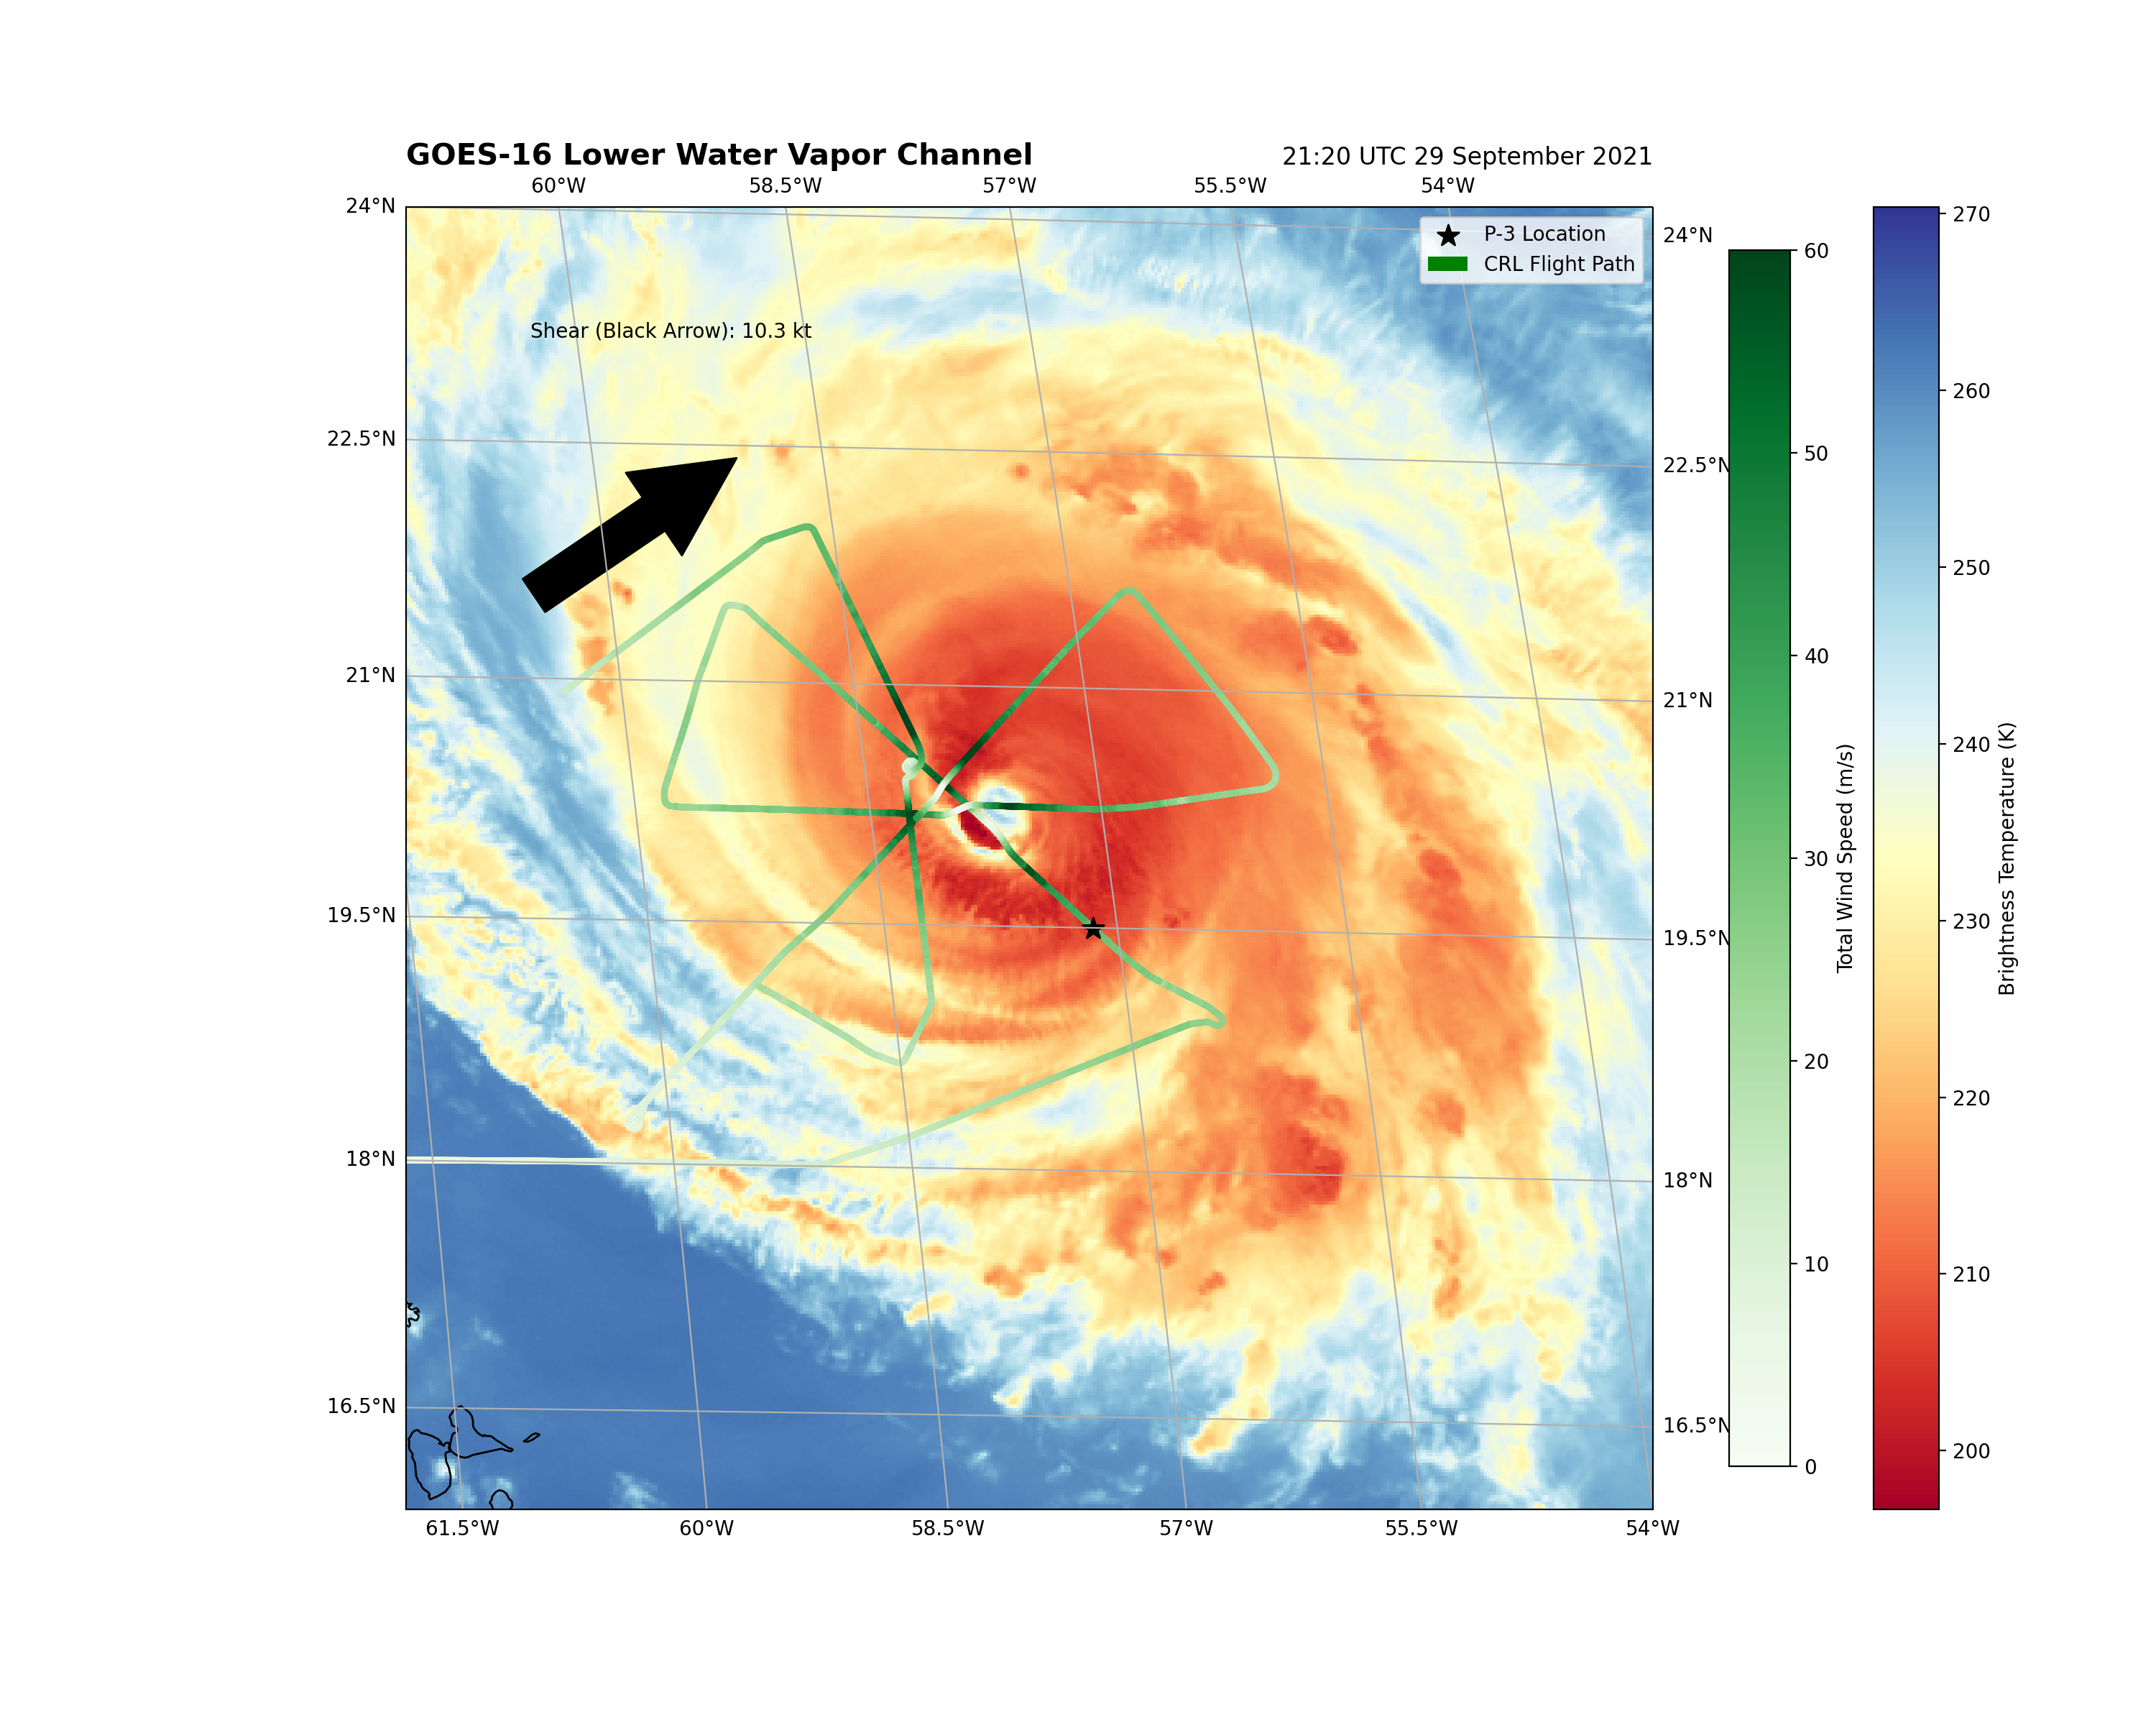 GOES-16 Lower Water Vapor Channel
21:20 UTC 29 September 2021
60°W 58.5°W 57°W 55.5°W 54°W
24°N
22.5°N
21°N
19.5°N
18°N
16.5°N
Shear (Black Arrow): 10.3 kt
P-3 Location
CRL Flight Path
24°N
22.5°N
21°N
19.5°N
18°N
16.5°N
61.5°W 60°W 58.5°W 57°W 55.5°W 54°W
60
50
40
30
20
10
0
Total Wind Speed (m/s)
270
260
250
240
230
220
210
200
Brightness Temperature (K)